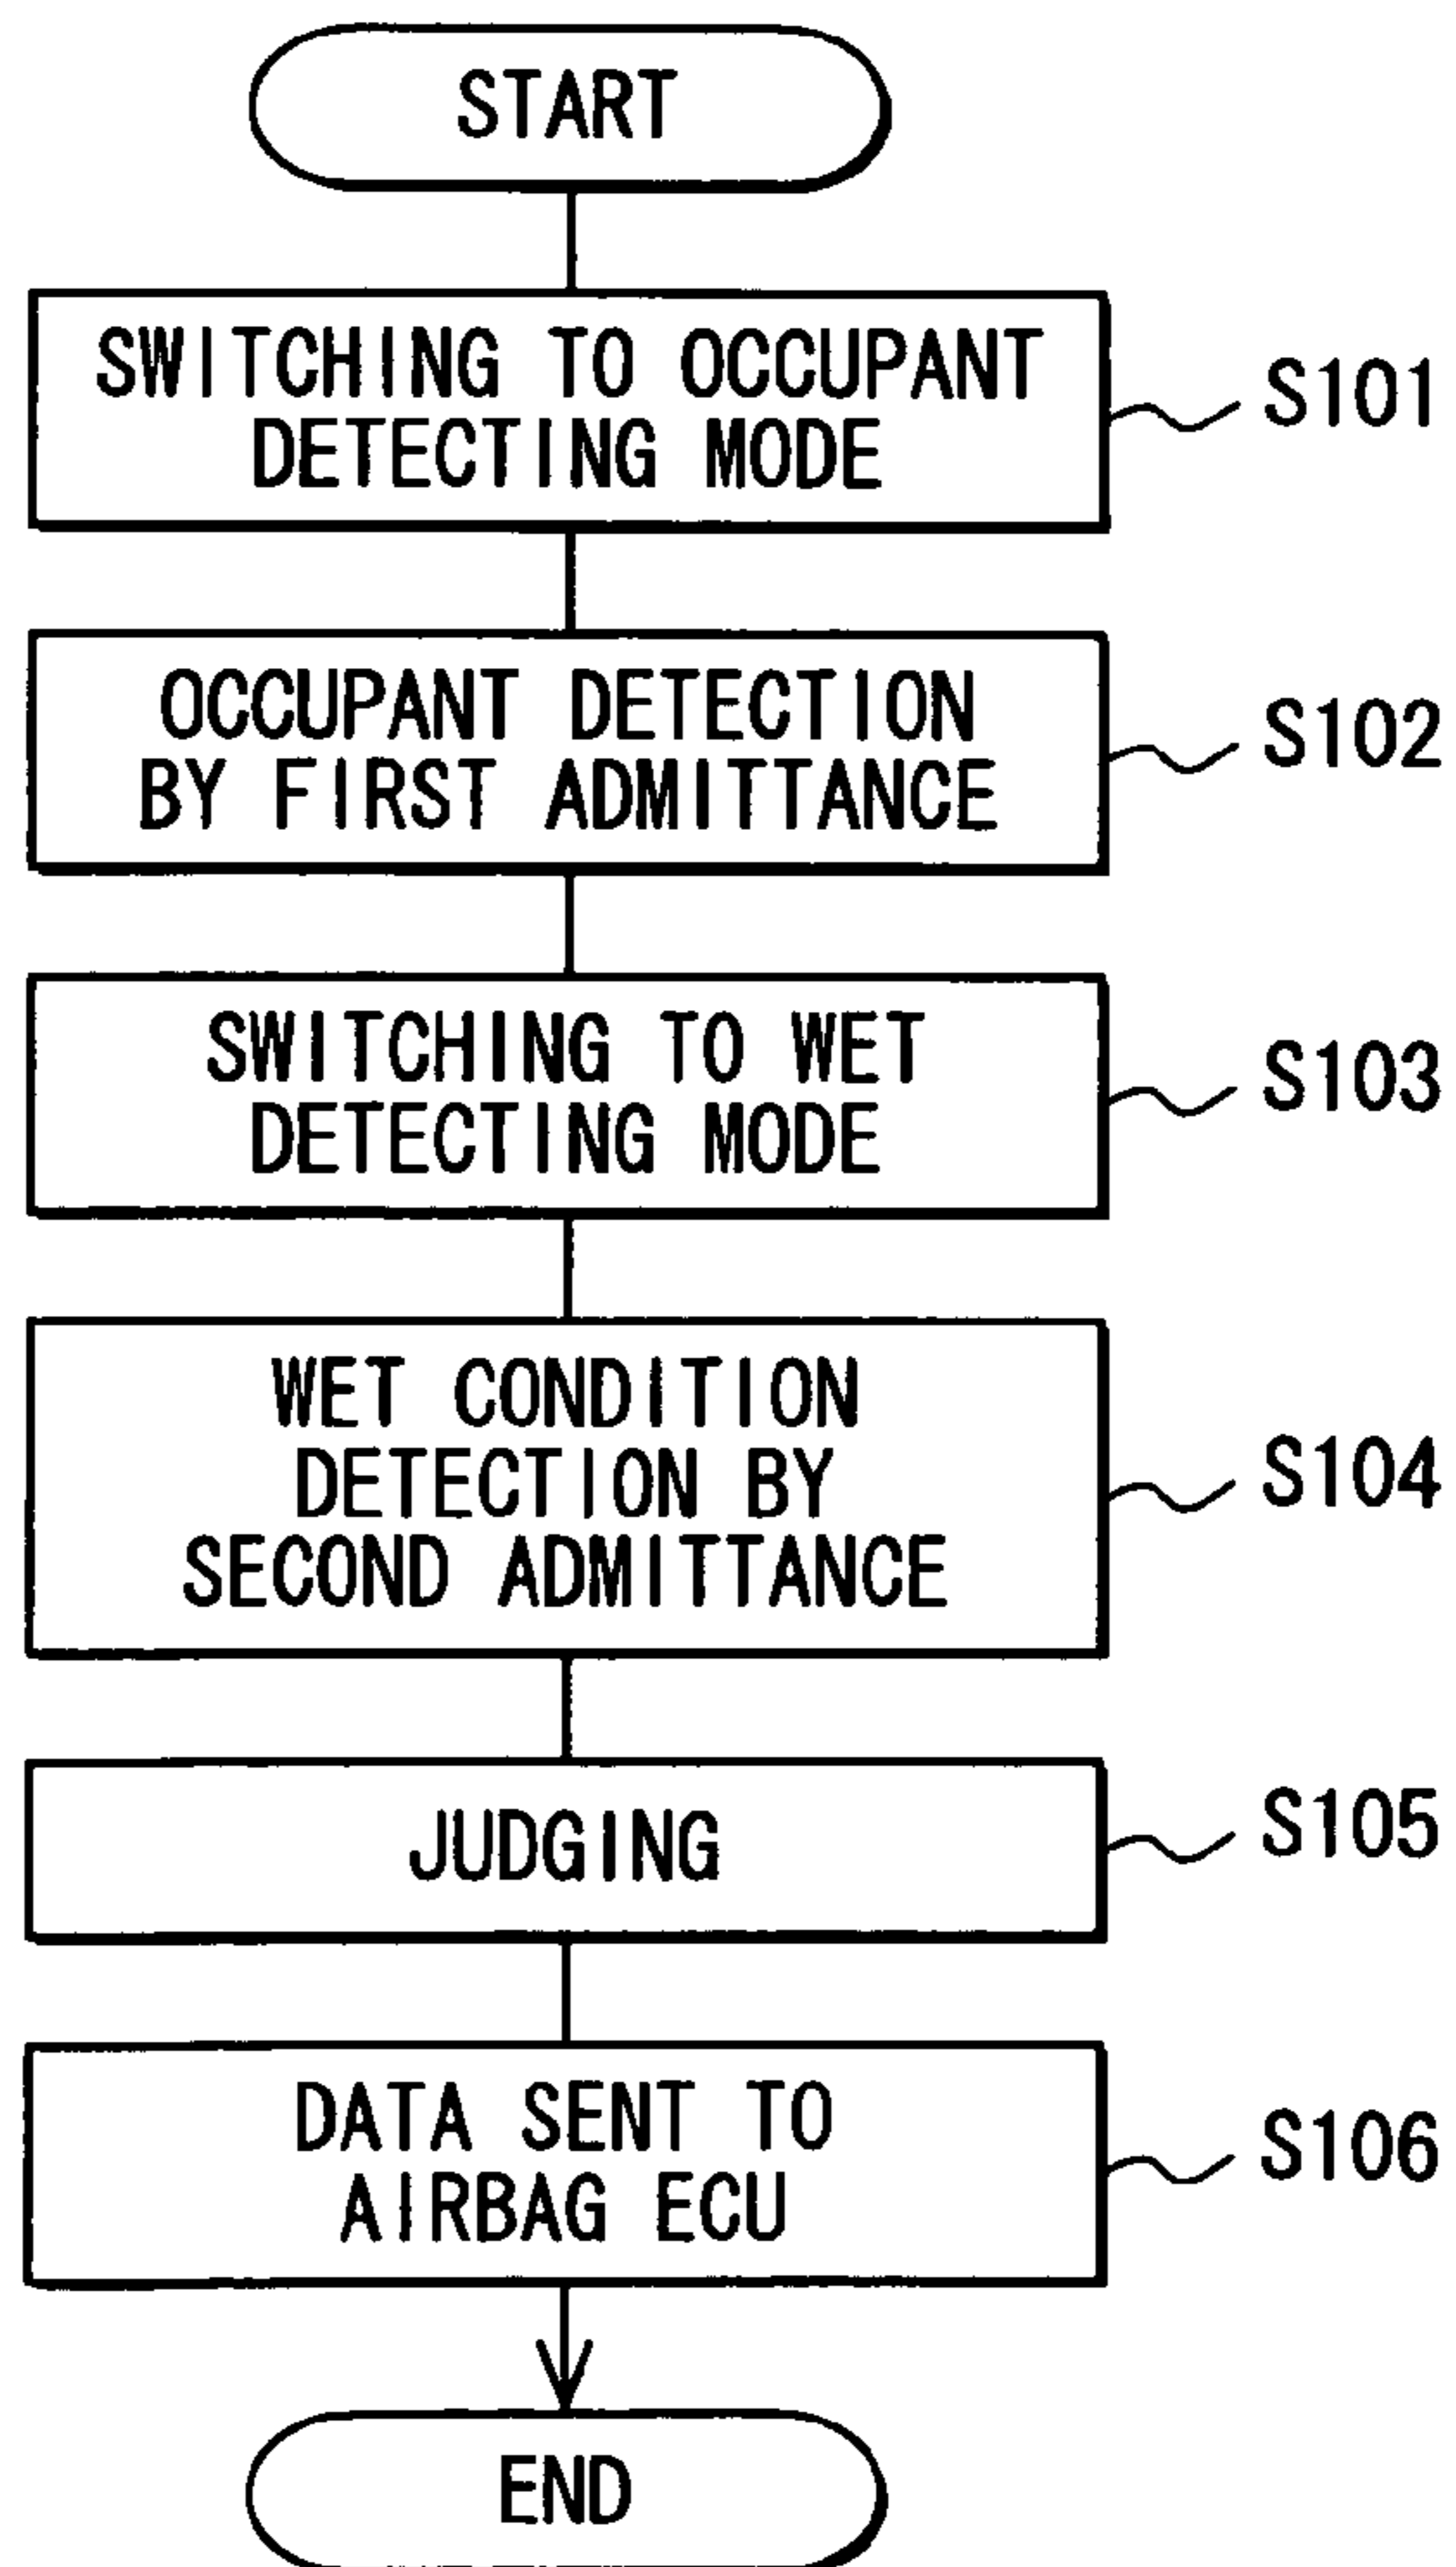 START
SWITCHING TO OCCUPANT
DETECTING MODE
S101
OCCUPANT DETECTION
BY FIRST ADMITTANCE
S102
SWITCHING TO WET
DETECTING MODE
S103
WET CONDITION
DETECTION BY
SECOND ADMITTANCE
S104
JUDGING
S105
DATA SENT TO
AIRBAG ECU
S106
END